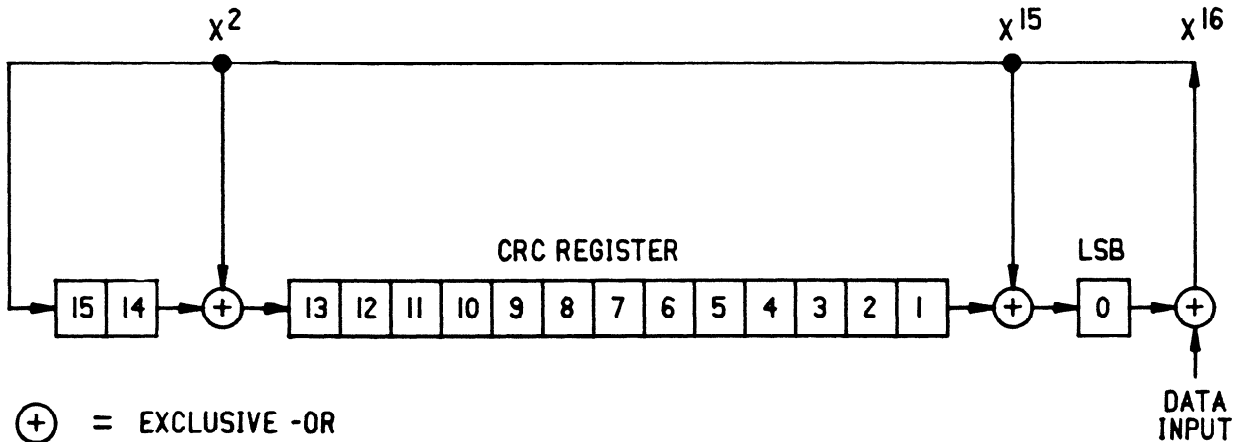 X2 X15 X16
CRC REGISTER LSB
15 14 + 13 12 11 10 9 8 7 6 5 4 3 2 1 + 0 +
DATA
INPUT
+ = EXCLUSIVE -OR